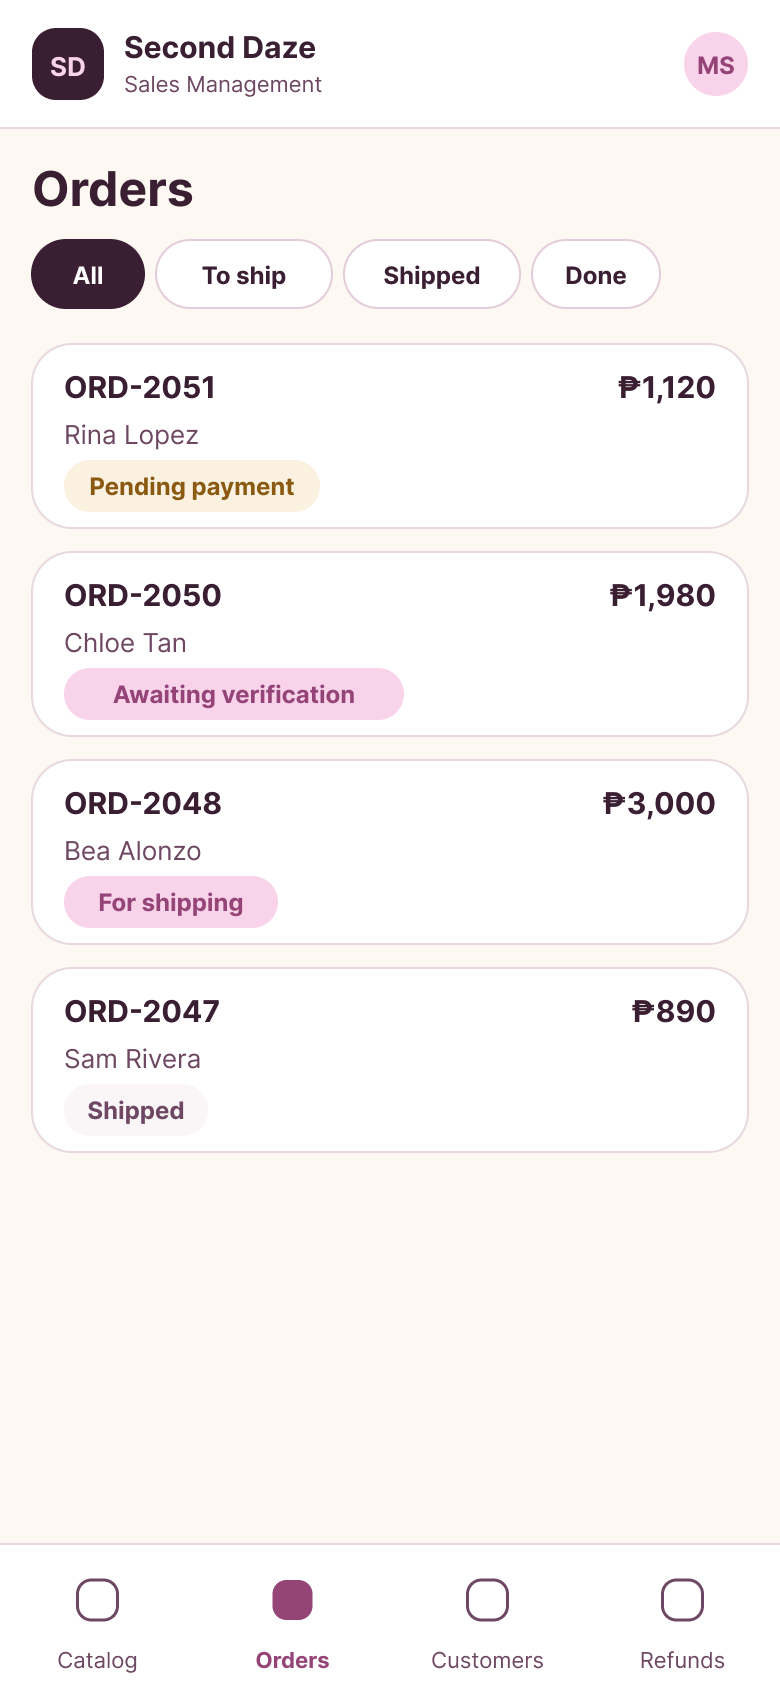 SD
Second Daze
Sales Management
MS
Orders
All
To ship
Shipped
Done
ORD-2051
₱1,120
Rina Lopez
Pending payment
ORD-2050
₱1,980
Chloe Tan
Awaiting verification
ORD-2048
₱3,000
Bea Alonzo
For shipping
ORD-2047
₱890
Sam Rivera
Shipped
Catalog
Orders
Customers
Refunds